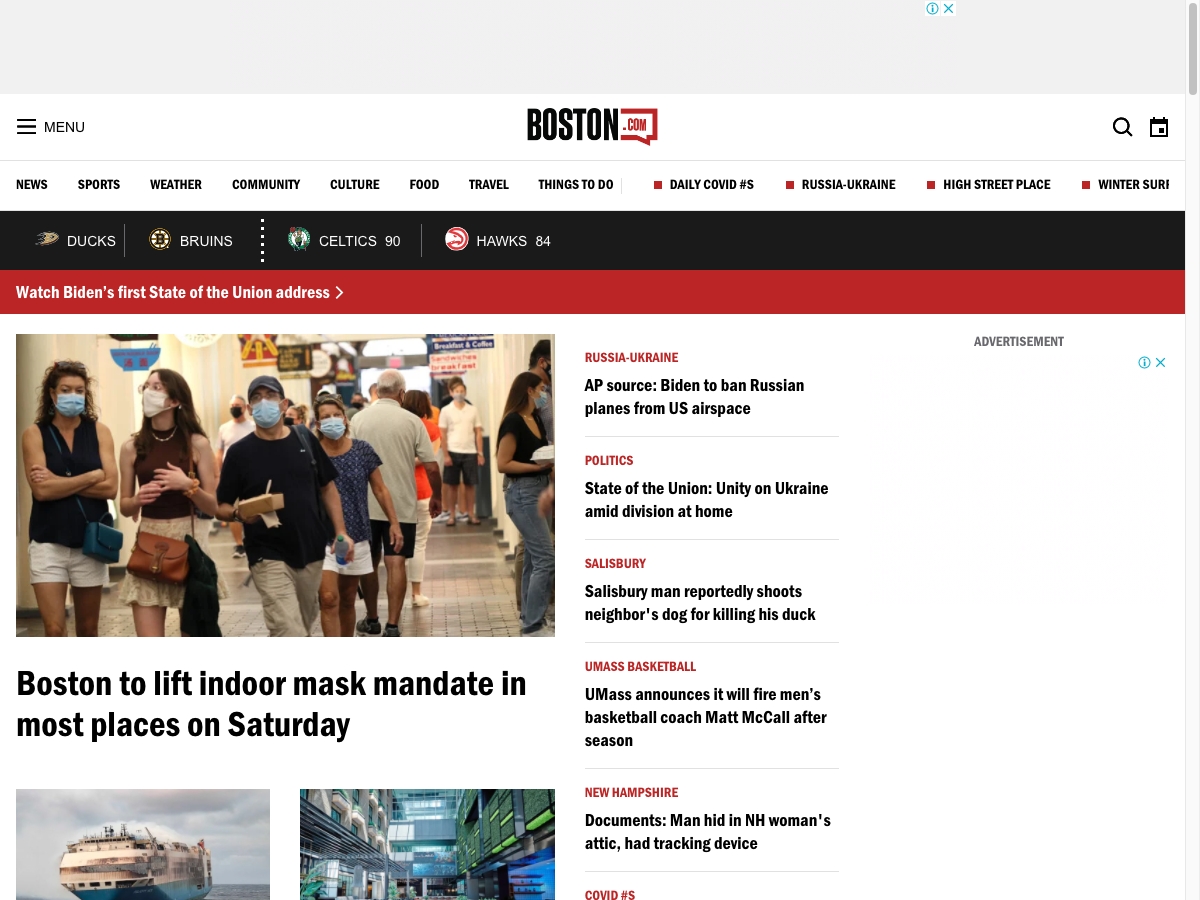 MENU
BOSTON .COM
NEWS SPORTS WEATHER COMMUNITY CULTURE FOOD TRAVEL THINGS TO DO DAILY COVID #S RUSSIA-UKRAINE HIGH STREET PLACE WINTER SURF
DUCKS BRUINS CELTICS 90 HAWKS 84
Watch Biden’s first State of the Union address
Breakfast & Coffee
Sandwiches
breakfast
Boston to lift indoor mask mandate in
most places on Saturday
RUSSIA-UKRAINE
AP source: Biden to ban Russian
planes from US airspace
POLITICS
State of the Union: Unity on Ukraine
amid division at home
SALISBURY
Salisbury man reportedly shoots
neighbor's dog for killing his duck
UMASS BASKETBALL
UMass announces it will fire men’s
basketball coach Matt McCall after
season
NEW HAMPSHIRE
Documents: Man hid in NH woman's
attic, had tracking device
COVID #S
ADVERTISEMENT